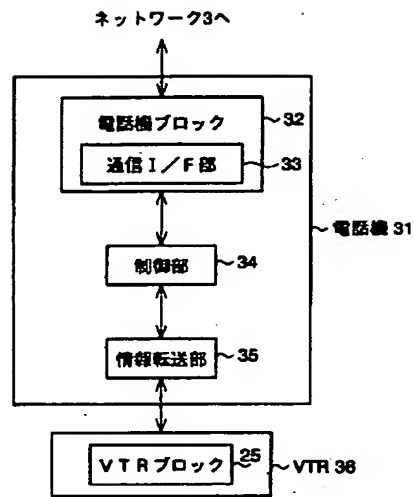 ネットワーク3へ
電話機ブロック
32
通信I/F部
33
電話機31
制御部
34
情報転送部
35
VTRブロック
25
VTR 36